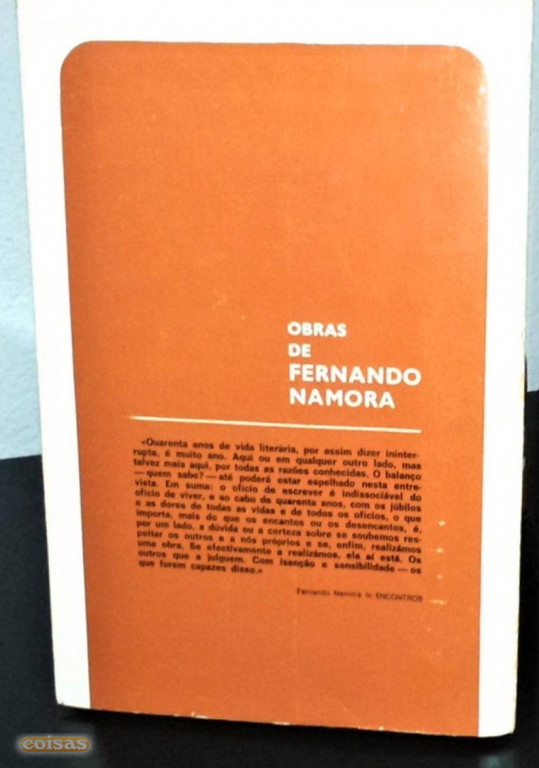 OBRAS
DE
FERNANDO
NAMORA
«Quarenta anos de vida literária, por assim dizer ininter-
rupta, é muito ano. Aqui ou em qualquer outro lado, mas
talvez mais aqui, por todas as razões conhecidas. O balanço
—quem sabe?—até poderá estar espelhado nesta entre-
vista. Em suma: o ofício de escrever é indissociável do
ofício de viver, e ao cabo de quarenta anos, com os júbilos
e as dores de todas as vidas e de todos os ofícios, o que
importa, mais do que os encantos ou os desencantos, é,
por um lado, a dúvida ou a certeza sobre se soubemos res-
peitar os outros e a nós próprios e se, enfim, realizámos
uma obra. Se efectivamente a realizámos, ela aí está. Os
outros que a julguem. Com isenção e sensibilidade—os
que forem capazes disso.»
Fernando Namora in ENCONTROS
coisas